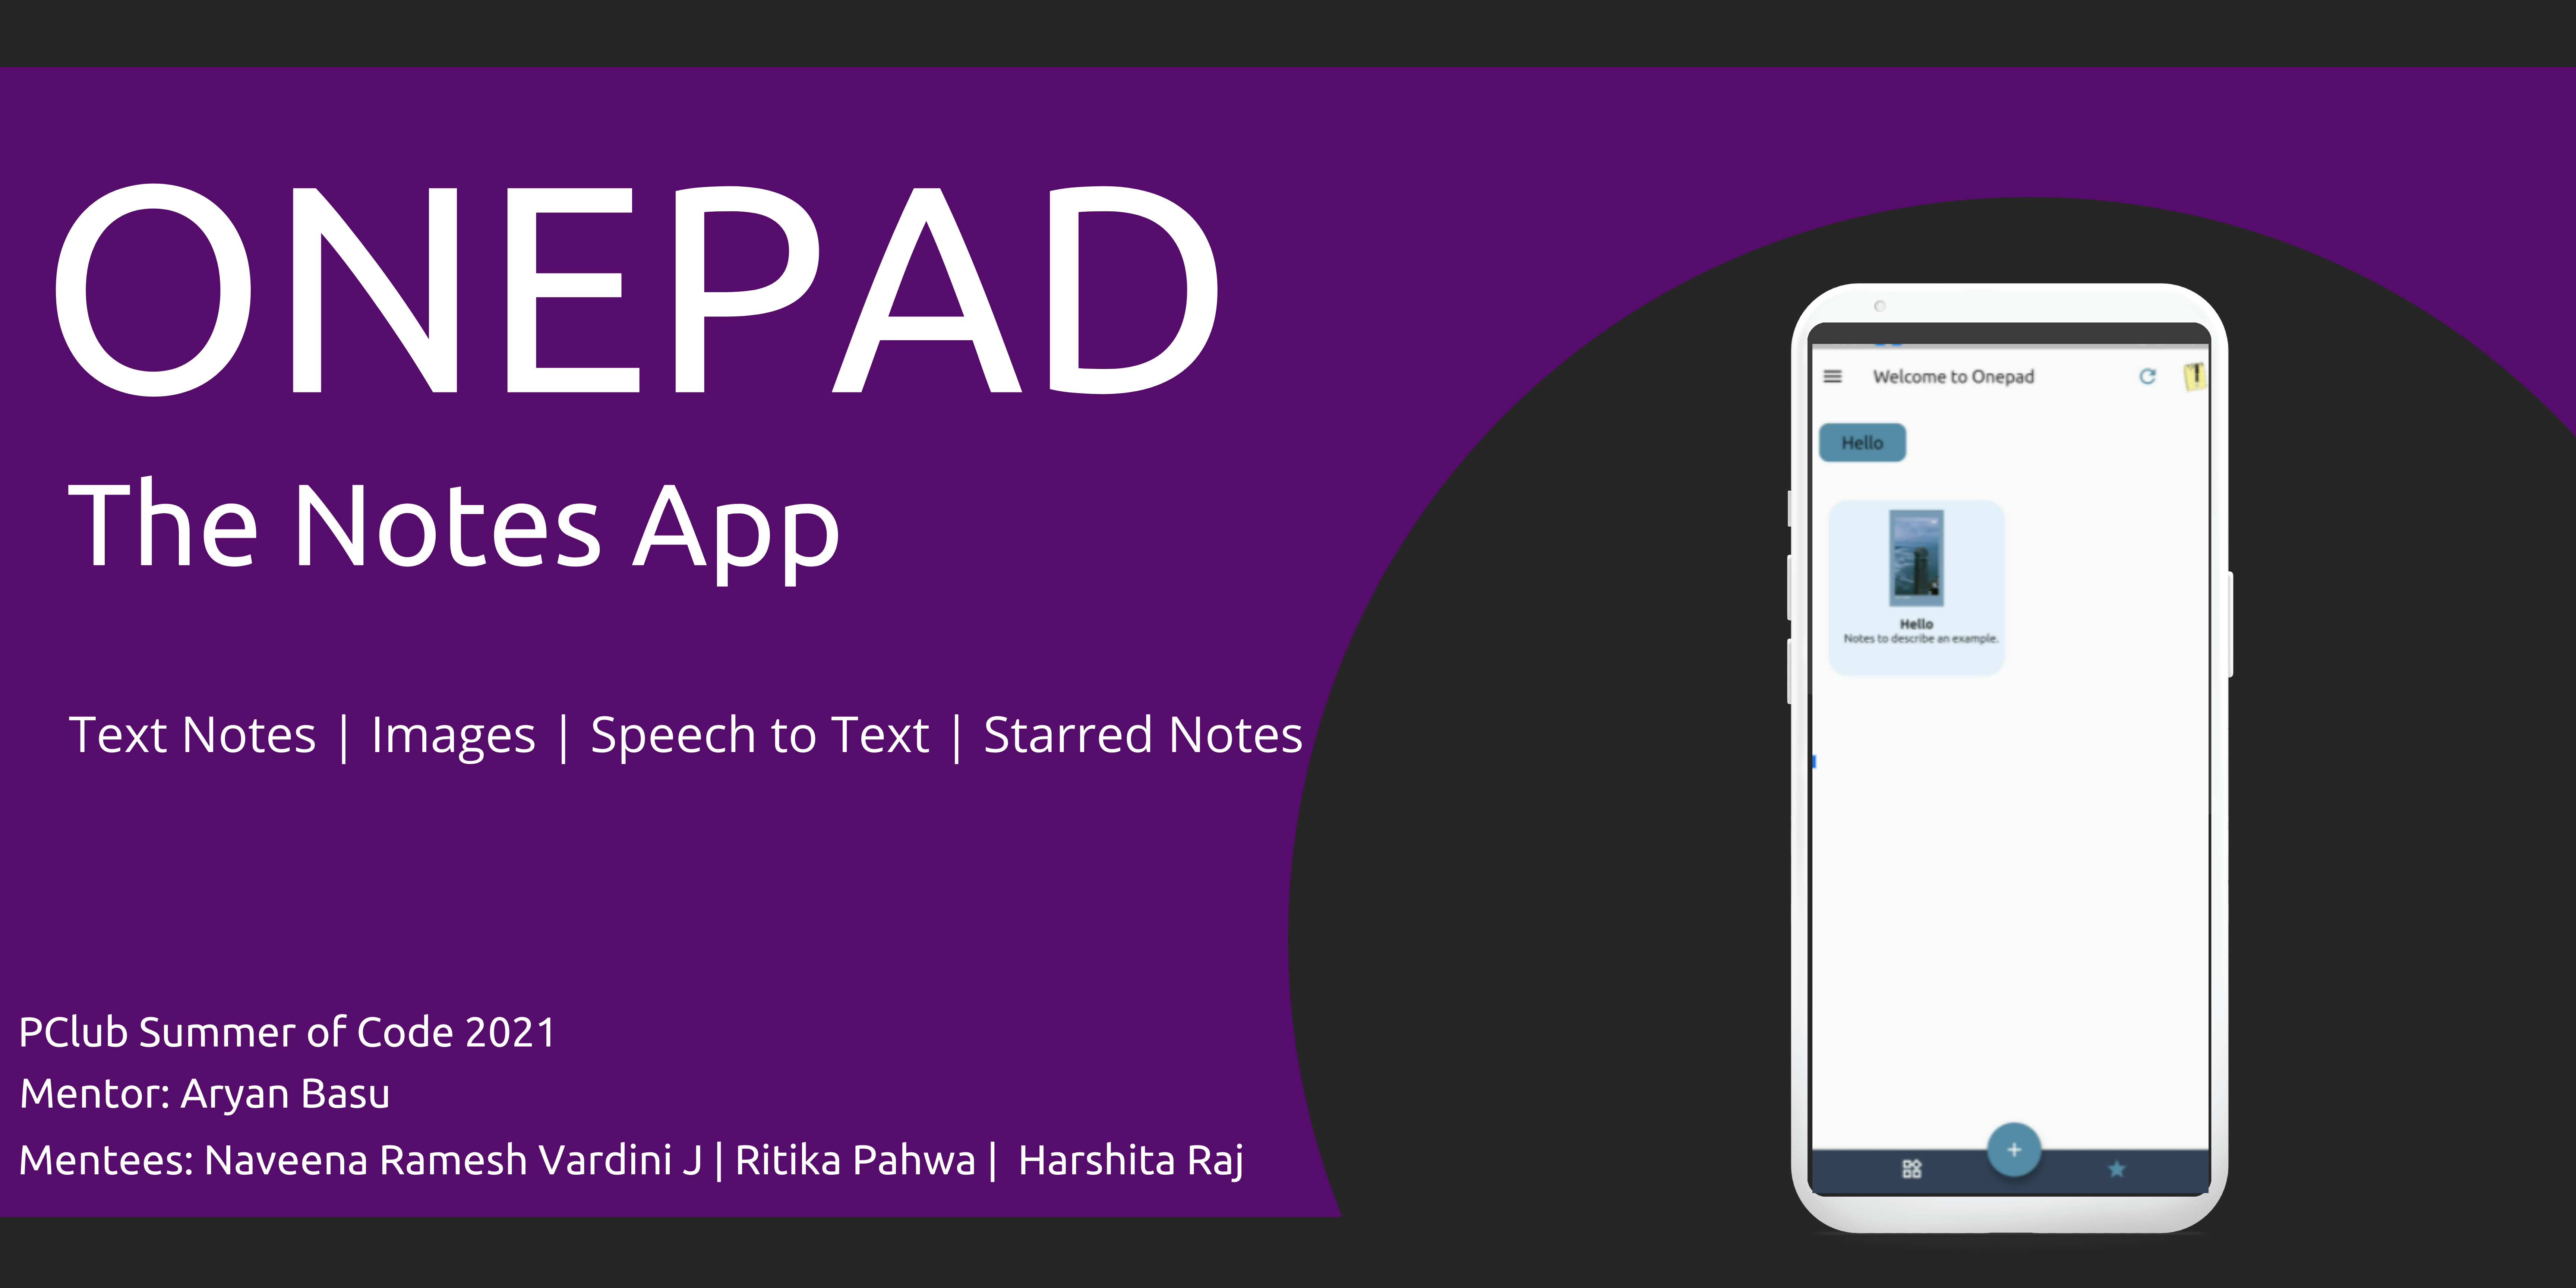 ONEPAD
The Notes App
Text Notes | Images | Speech to Text | Starred Notes
PClub Summer of Code 2021
Mentor: Aryan Basu
Mentees: Naveena Ramesh Vardini J | Ritika Pahwa | Harshita Raj
Welcome to Onepad
Hello
Hello
Notes to describe an example.